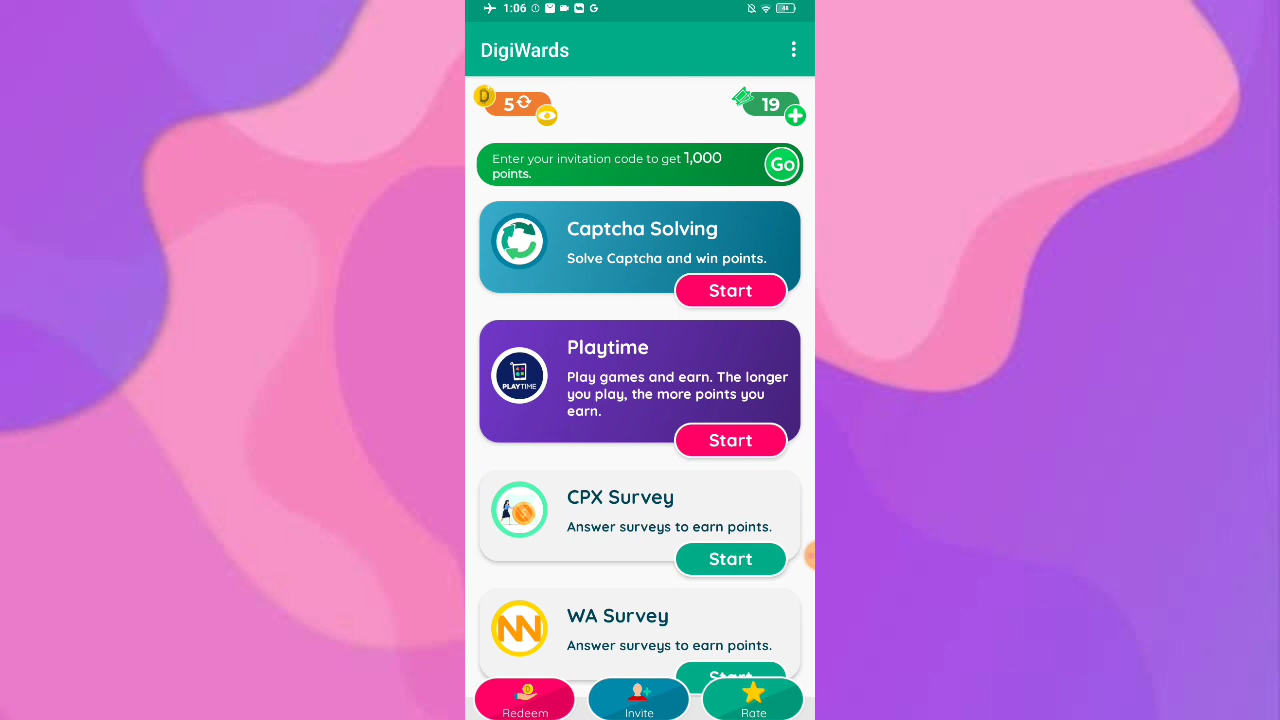 1:06
DigiWards
5
19
Enter your invitation code to get 1,000
points.
Go
Captcha Solving
Solve Captcha and win points.
Start
Playtime
PLAYTIME
Play games and earn. The longer
you play, the more points you
earn.
Start
CPX Survey
Answer surveys to earn points.
Start
WA Survey
Answer surveys to earn points.
Start
Redeem
Invite
Rate